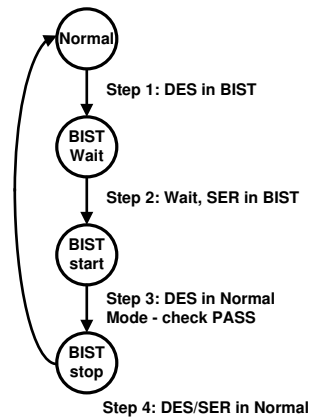 Normal
Step 1: DES in BIST
BIST
Wait
Step 2: Wait, SER in BIST
BIST
start
Step 3: DES in Normal
Mode - check PASS
BIST
stop
Step 4: DES/SER in Normal